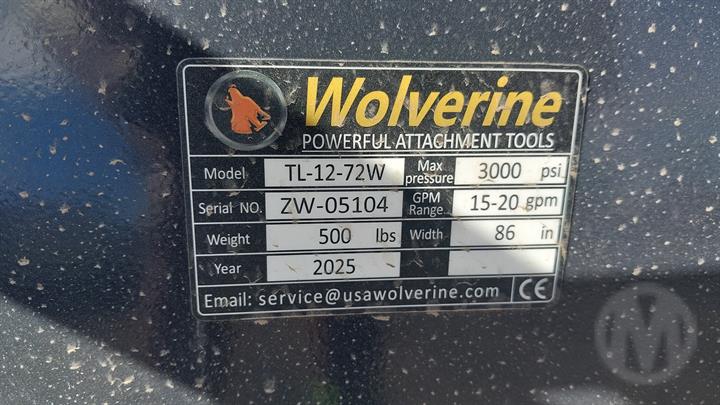 Wolverine
POWERFUL ATTACHMENT TOOLS
Model TL-12-72W Max pressure 3000 psi
Serial NO. ZW-05104 GPM Range 15-20 gpm
Weight 500 lbs Width 86 in
Year 2025
Email: service@usawolverine.com CE
M